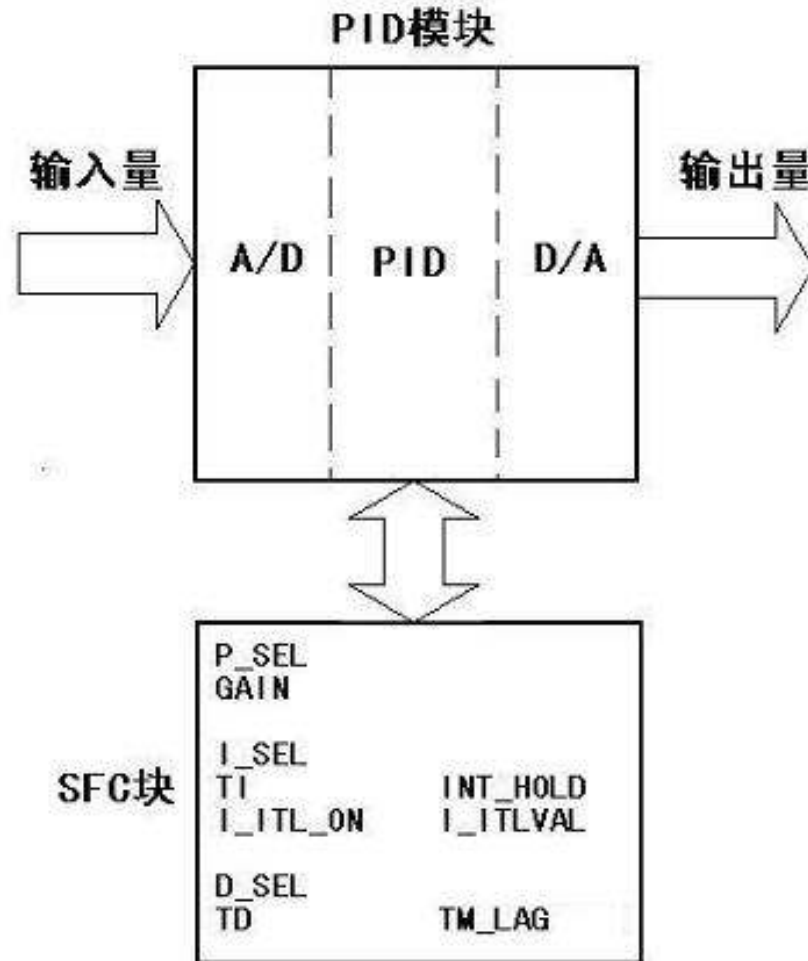 PID模块
输入量
输出量
A/D PID D/A
P_SEL
GAIN
I_SEL
SFC块
TI INT_HOLD
I_ITL_ON I_ITLVAL
D_SEL
TD TM_LAG